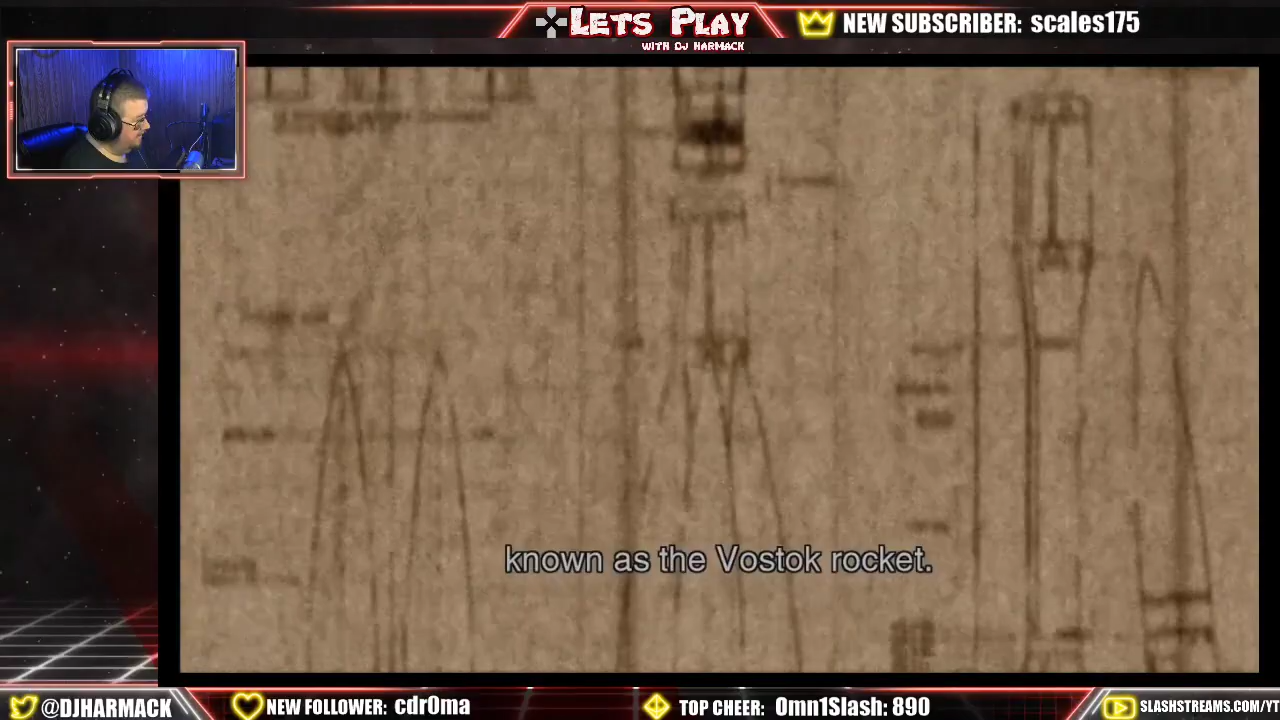 LETS PLAY
WITH DJ HARMACK
NEW SUBSCRIBER: scales175
known as the Vostok rocket.
@DJHARMACK
NEW FOLLOWER: cdr0ma
TOP CHEER: Omn1Slash: 890
SLASHSTREAMS.COM/YT